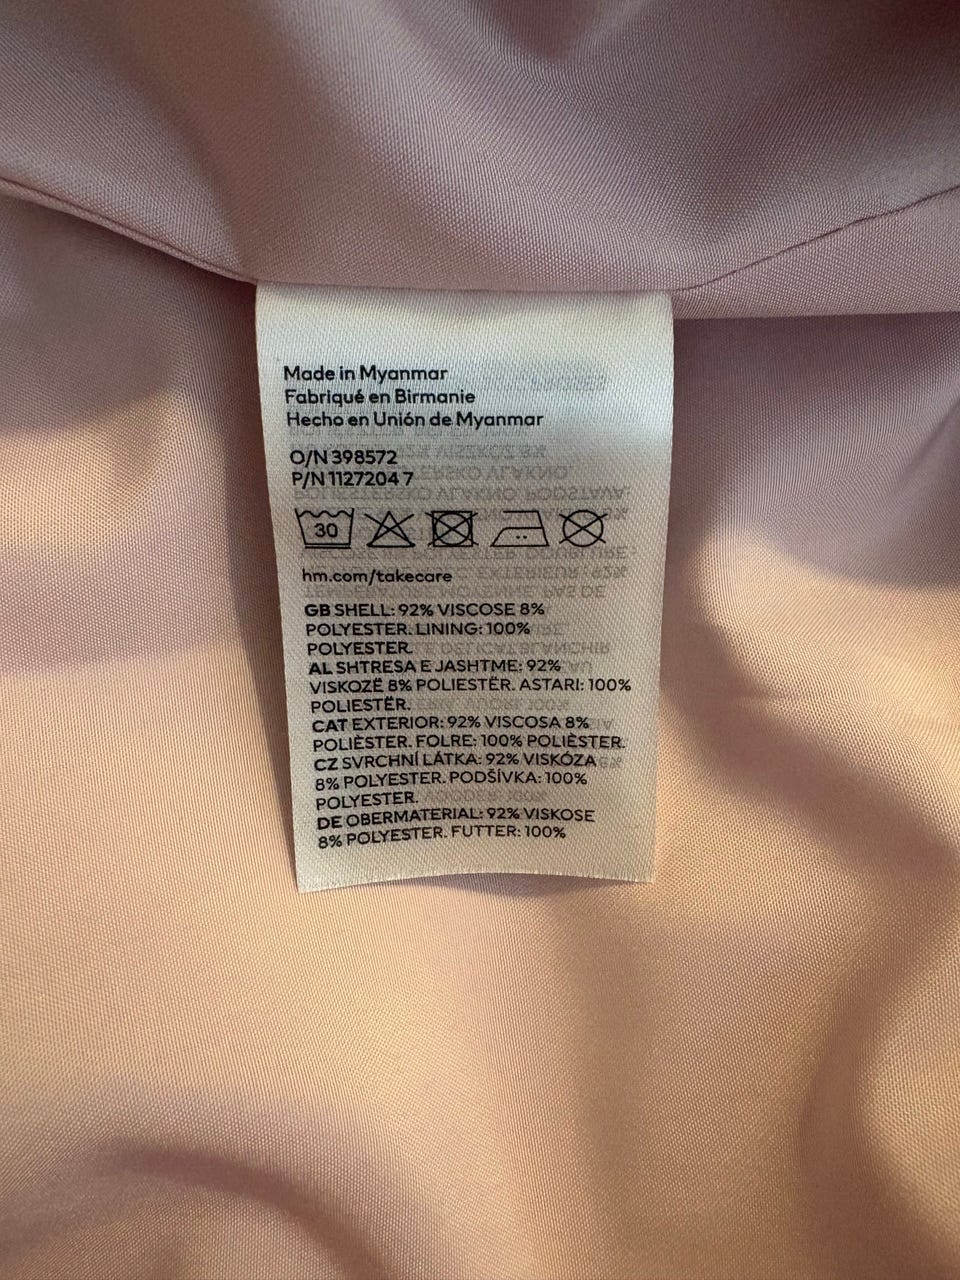 Made in Myanmar
Fabriqué en Birmanie
Hecho en Unión de Myanmar
O/N 398572
P/N 1127204 7
30
hm.com/takecare
GB SHELL: 92% VISCOSE 8%
POLYESTER. LINING: 100%
POLYESTER.
AL SHTRESA E JASHTME: 92%
VISKOZË 8% POLIESTËR. ASTARI: 100%
POLIESTËR.
CAT EXTERIOR: 92% VISCOSA 8%
POLIÈSTER. FOLRE: 100% POLIÈSTER.
CZ SVRCHNÍ LÁTKA: 92% VISKÓZA
8% POLYESTER. PODŠÍVKA: 100%
POLYESTER.
DE OBERMATERIAL: 92% VISKOSE
8% POLYESTER. FUTTER: 100%